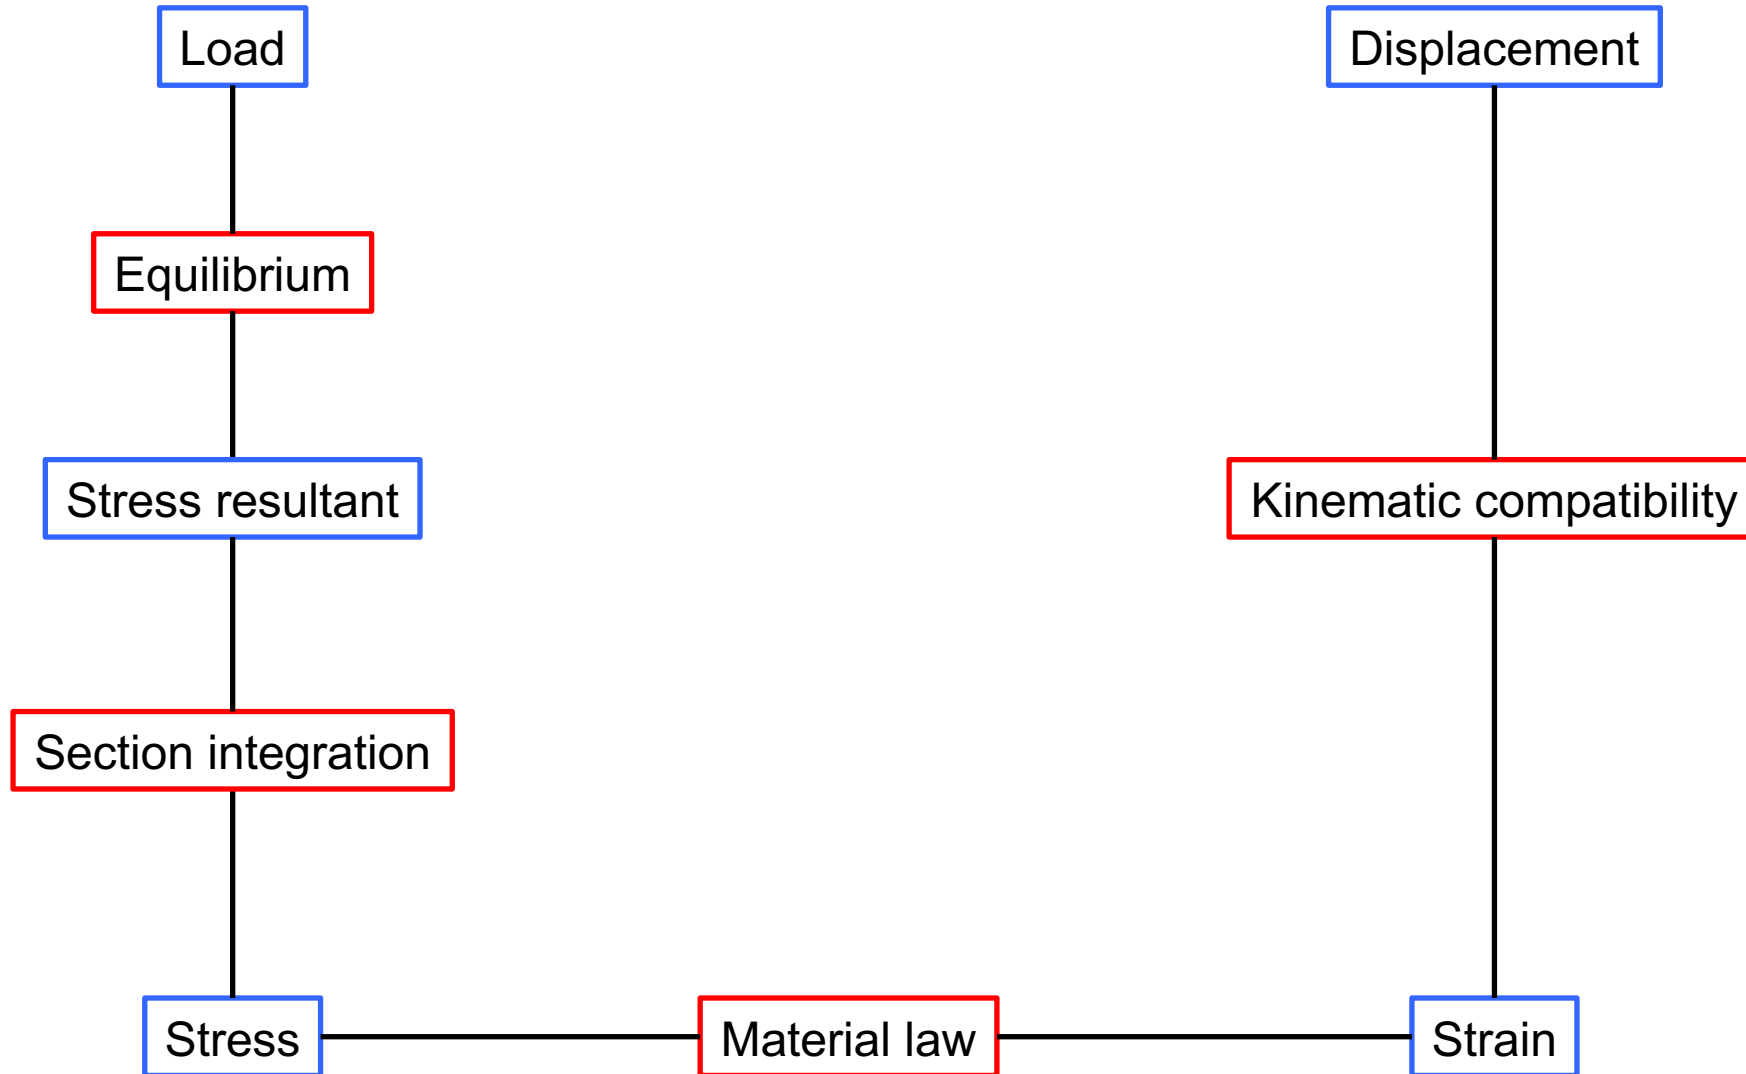 Load
Displacement
Equilibrium
Stress resultant
Kinematic compatibility
Section integration
Stress
Material law
Strain